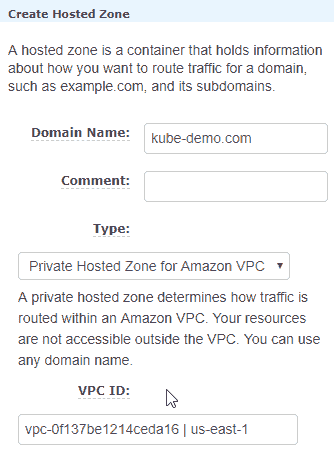 Create Hosted Zone
A hosted zone is a container that holds information
about how you want to route traffic for a domain,
such as example.com, and its subdomains.
Domain Name: kube-demo.com
Comment:
Type:
Private Hosted Zone for Amazon VPC
A private hosted zone determines how traffic is
routed within an Amazon VPC. Your resources
are not accessible outside the VPC. You can use
any domain name.
VPC ID:
vpc-0f137be1214ceda16 | us-east-1